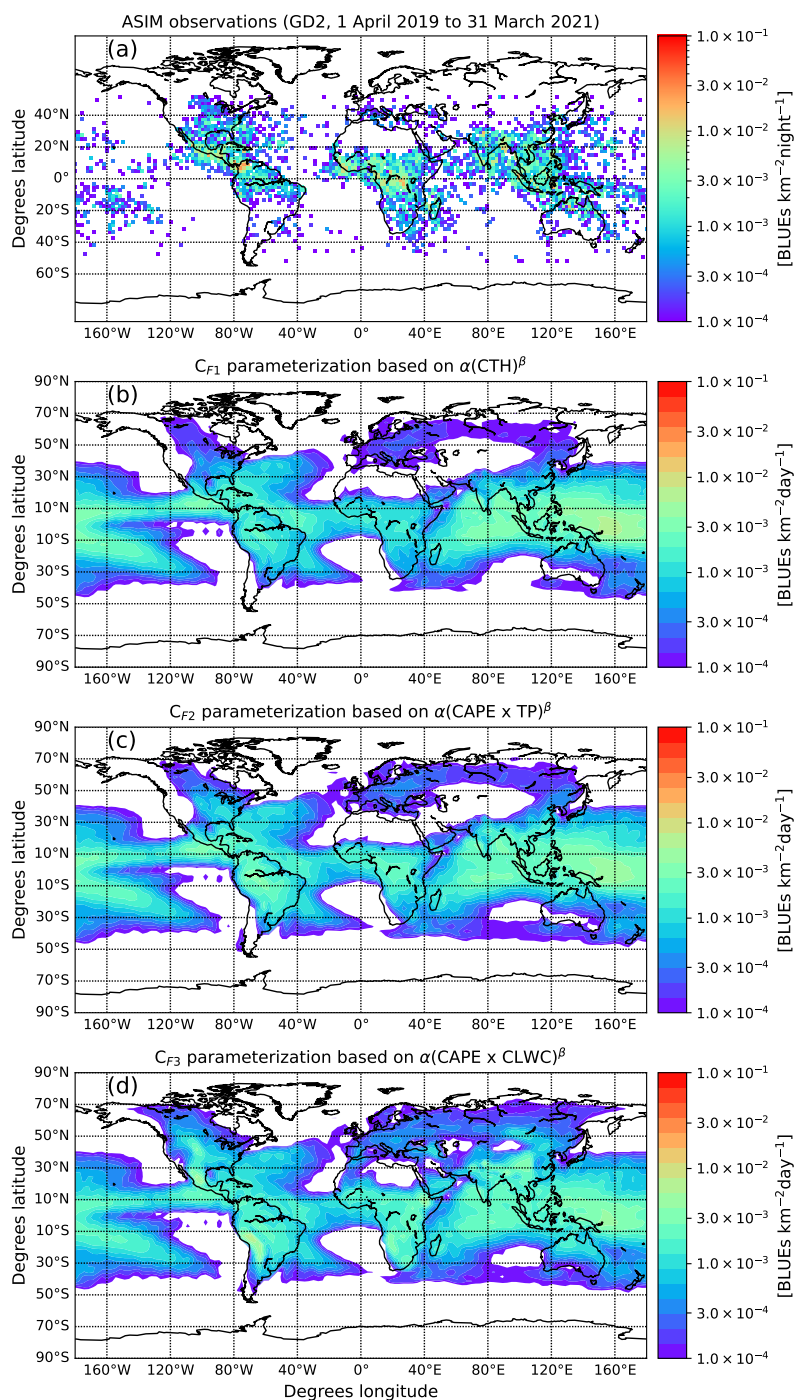 ASIM observations (GD2, 1 April 2019 to 31 March 2021)
(a)
Degrees latitude
40°N
20°N
0°
20°S
40°S
60°S
160°W 120°W 80°W 40°W 0° 40°E 80°E 120°E 160°E
1.0 × 10⁻¹
3.0 × 10⁻²
1.0 × 10⁻²
3.0 × 10⁻³
1.0 × 10⁻³
3.0 × 10⁻⁴
1.0 × 10⁻⁴
[BLUEs km⁻²night⁻¹]
C_F1 parameterization based on α(CTH)^β
(b)
Degrees latitude
90°N
70°N
50°N
30°N
10°N
10°S
30°S
50°S
70°S
90°S
160°W 120°W 80°W 40°W 0° 40°E 80°E 120°E 160°E
1.0 × 10⁻¹
3.0 × 10⁻²
1.0 × 10⁻²
3.0 × 10⁻³
1.0 × 10⁻³
3.0 × 10⁻⁴
1.0 × 10⁻⁴
[BLUEs km⁻²day⁻¹]
C_F2 parameterization based on α(CAPE x TP)^β
(c)
Degrees latitude
90°N
70°N
50°N
30°N
10°N
10°S
30°S
50°S
70°S
90°S
160°W 120°W 80°W 40°W 0° 40°E 80°E 120°E 160°E
1.0 × 10⁻¹
3.0 × 10⁻²
1.0 × 10⁻²
3.0 × 10⁻³
1.0 × 10⁻³
3.0 × 10⁻⁴
1.0 × 10⁻⁴
[BLUEs km⁻²day⁻¹]
C_F3 parameterization based on α(CAPE x CLWC)^β
(d)
Degrees latitude
90°N
70°N
50°N
30°N
10°N
10°S
30°S
50°S
70°S
90°S
160°W 120°W 80°W 40°W 0° 40°E 80°E 120°E 160°E
Degrees longitude
1.0 × 10⁻¹
3.0 × 10⁻²
1.0 × 10⁻²
3.0 × 10⁻³
1.0 × 10⁻³
3.0 × 10⁻⁴
1.0 × 10⁻⁴
[BLUEs km⁻²day⁻¹]